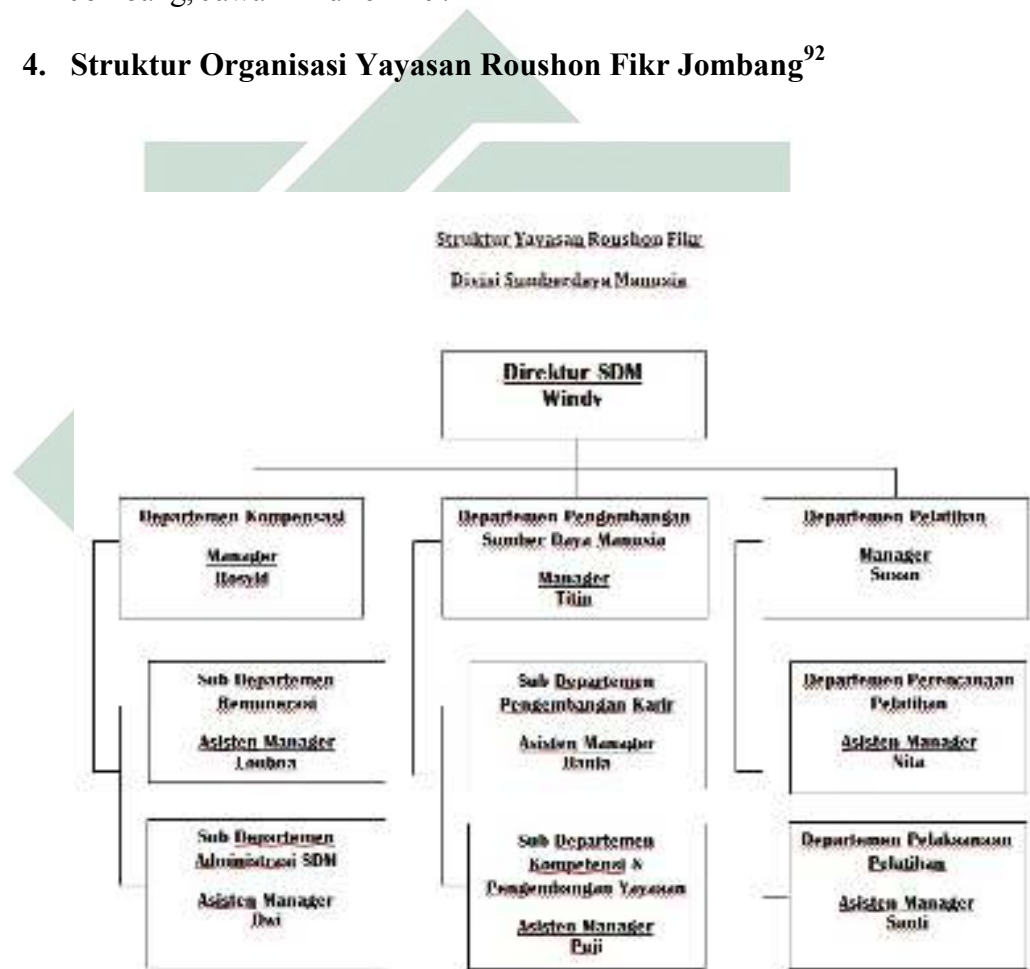 4. Struktur Organisasi Yayasan Roushon Fikr Jombang92
Struktur Yayasan Roushon Fikr
Divisi Sumberdaya Manusia
Direktur SDM
Windy
Departemen Kompensasi
Manager
Rosyid
Departemen Pengembangan
Sumber Daya Manusia
Manager
Titin
Departemen Pelatihan
Manager
Susan
Sub Departemen
Remunerasi
Asisten Manager
Sub Departemen
Pengembangan Karir
Asisten Manager
Departemen Perencanaan
Pelatihan
Asisten Manager
Nita
Sub Departemen
Administrasi SDM
Asisten Manager
Dwi
Sub Departemen
Kompetensi &
Pengembangan Yayasan
Asisten Manager
Puji
Departemen Pelaksanaan
Pelatihan
Asisten Manager
Santi